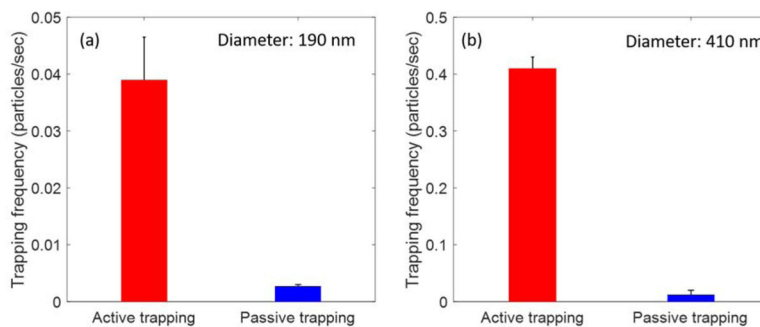 (a)
Diameter: 190 nm
Trapping frequency (particles/sec)
0.05
0.04
0.03
0.02
0.01
0
Active trapping
Passive trapping
(b)
Diameter: 410 nm
Trapping frequency (particles/sec)
0.5
0.4
0.3
0.2
0.1
0
Active trapping
Passive trapping